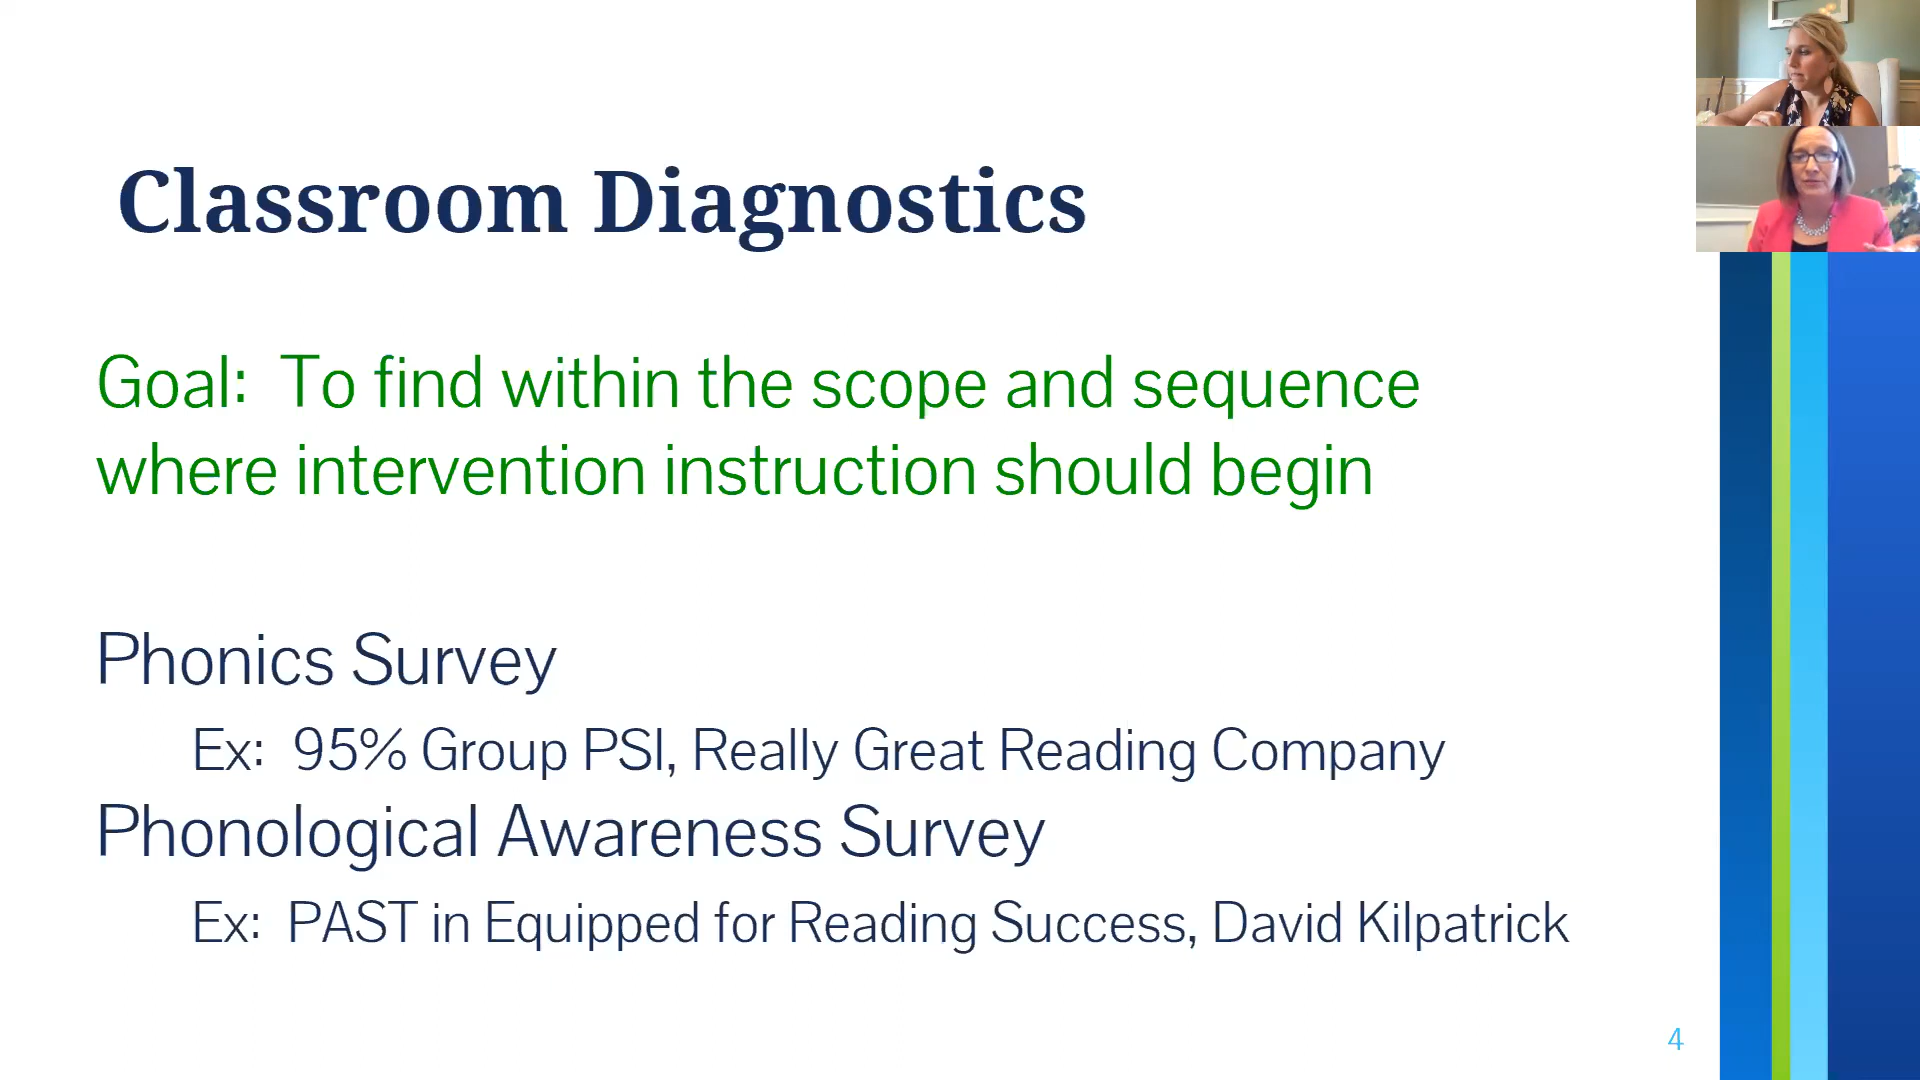 Classroom Diagnostics
Goal: To find within the scope and sequence
where intervention instruction should begin
Phonics Survey
Ex: 95% Group PSI, Really Great Reading Company
Phonological Awareness Survey
Ex: PAST in Equipped for Reading Success, David Kilpatrick
4